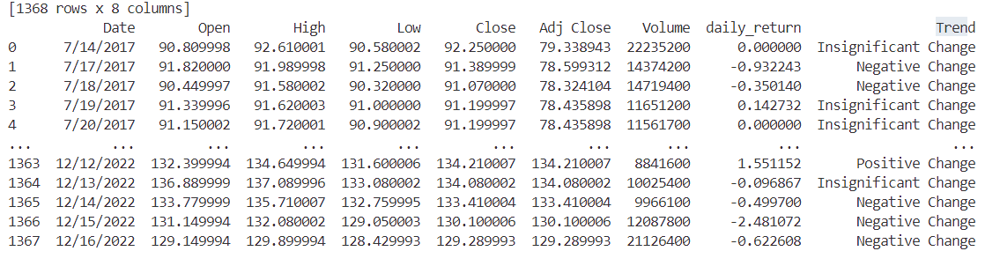 [1368 rows x 8 columns]
Date Open High Low Close Adj Close Volume daily_return Trend
0 7/14/2017 90.809998 92.610001 90.580002 92.250000 79.338943 22235200 0.000000 Insignificant Change
1 7/17/2017 91.820000 91.989998 91.250000 91.389999 78.599312 14374200 -0.932243 Negative Change
2 7/18/2017 90.449997 91.580002 90.320000 91.070000 78.324104 14719400 -0.350140 Negative Change
3 7/19/2017 91.339996 91.620003 91.000000 91.199997 78.435898 11651200 0.142732 Insignificant Change
4 7/20/2017 91.150002 91.720001 90.900002 91.199997 78.435898 11561700 0.000000 Insignificant Change
... ... ... ... ... ... ... ... ... ...
1363 12/12/2022 132.399994 134.649994 131.600006 134.210007 134.210007 8841600 1.551152 Positive Change
1364 12/13/2022 136.889999 137.089996 133.080002 134.080002 134.080002 10025400 -0.096867 Insignificant Change
1365 12/14/2022 133.779999 135.710007 132.759995 133.410004 133.410004 9966100 -0.499700 Negative Change
1366 12/15/2022 131.149994 132.080002 129.050003 130.100006 130.100006 12087800 -2.481072 Negative Change
1367 12/16/2022 129.149994 129.899994 128.429993 129.289993 129.289993 21126400 -0.622608 Negative Change